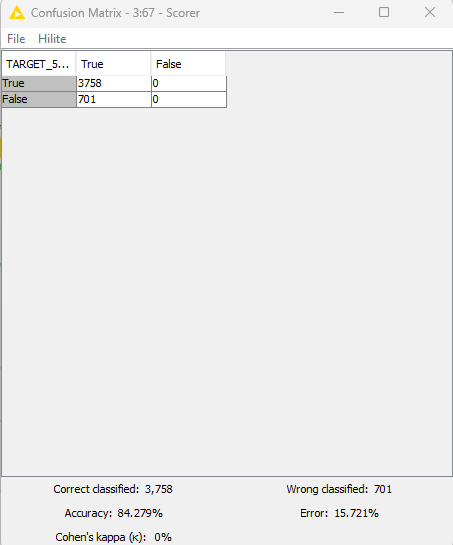 Confusion Matrix - 3:67 - Scorer
File Hilite
TARGET_5... True False
True 3758 0
False 701 0
Correct classified: 3,758 Wrong classified: 701
Accuracy: 84.279% Error: 15.721%
Cohen's kappa (κ): 0%